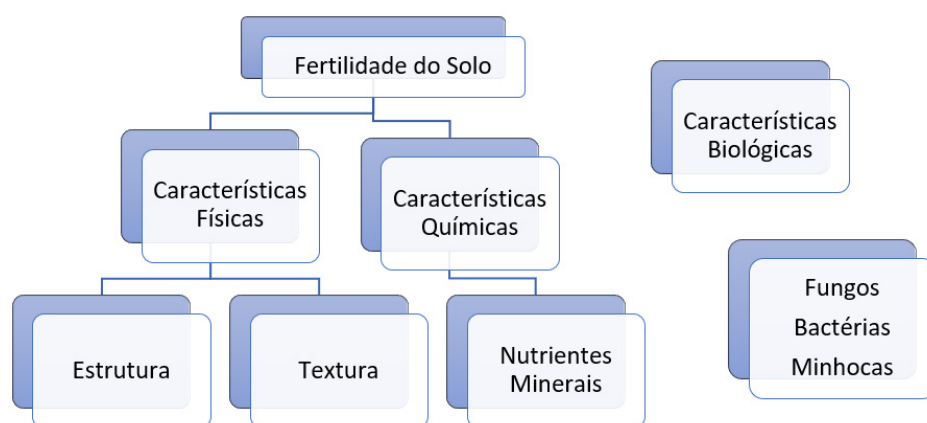 Fertilidade do Solo
Características
Biológicas
Características
Físicas
Características
Químicas
Fungos
Bactérias
Minhocas
Estrutura
Textura
Nutrientes
Minerais